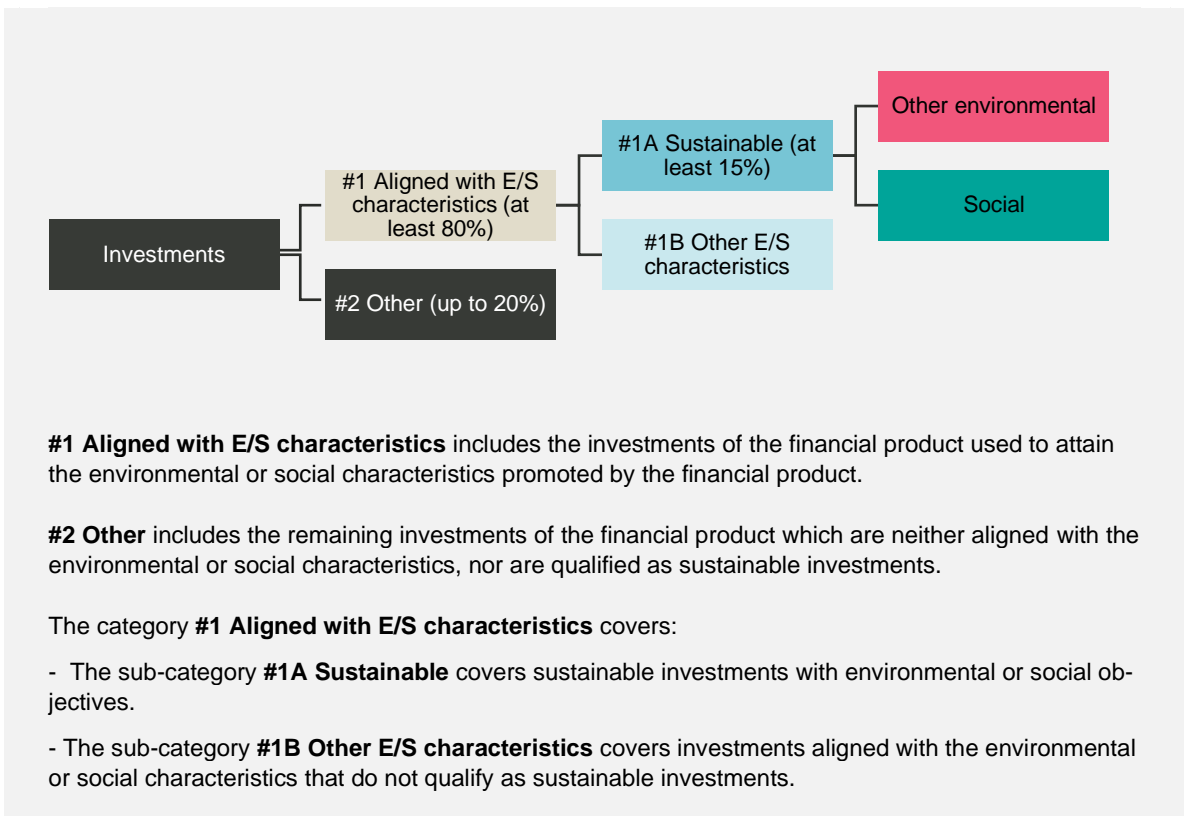 Other environmental
#1A Sustainable (at
least 15%)
#1 Aligned with E/S
characteristics (at
least 80%)
Social
Investments
#1B Other E/S
characteristics
#2 Other (up to 20%)
#1 Aligned with E/S characteristics includes the investments of the financial product used to attain
the environmental or social characteristics promoted by the financial product.
#2 Other includes the remaining investments of the financial product which are neither aligned with the
environmental or social characteristics, nor are qualified as sustainable investments.
The category #1 Aligned with E/S characteristics covers:
- The sub-category #1A Sustainable covers sustainable investments with environmental or social ob-
jectives.
- The sub-category #1B Other E/S characteristics covers investments aligned with the environmental
or social characteristics that do not qualify as sustainable investments.